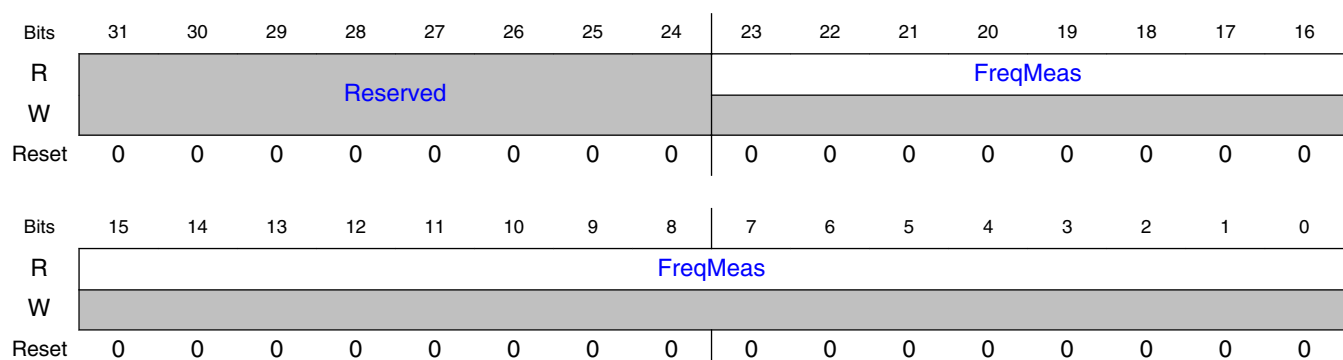 Bits 31 30 29 28 27 26 25 24 23 22 21 20 19 18 17 16
R Reserved FreqMeas
W
Reset 0 0 0 0 0 0 0 0 0 0 0 0 0 0 0 0
Bits 15 14 13 12 11 10 9 8 7 6 5 4 3 2 1 0
R FreqMeas
W
Reset 0 0 0 0 0 0 0 0 0 0 0 0 0 0 0 0